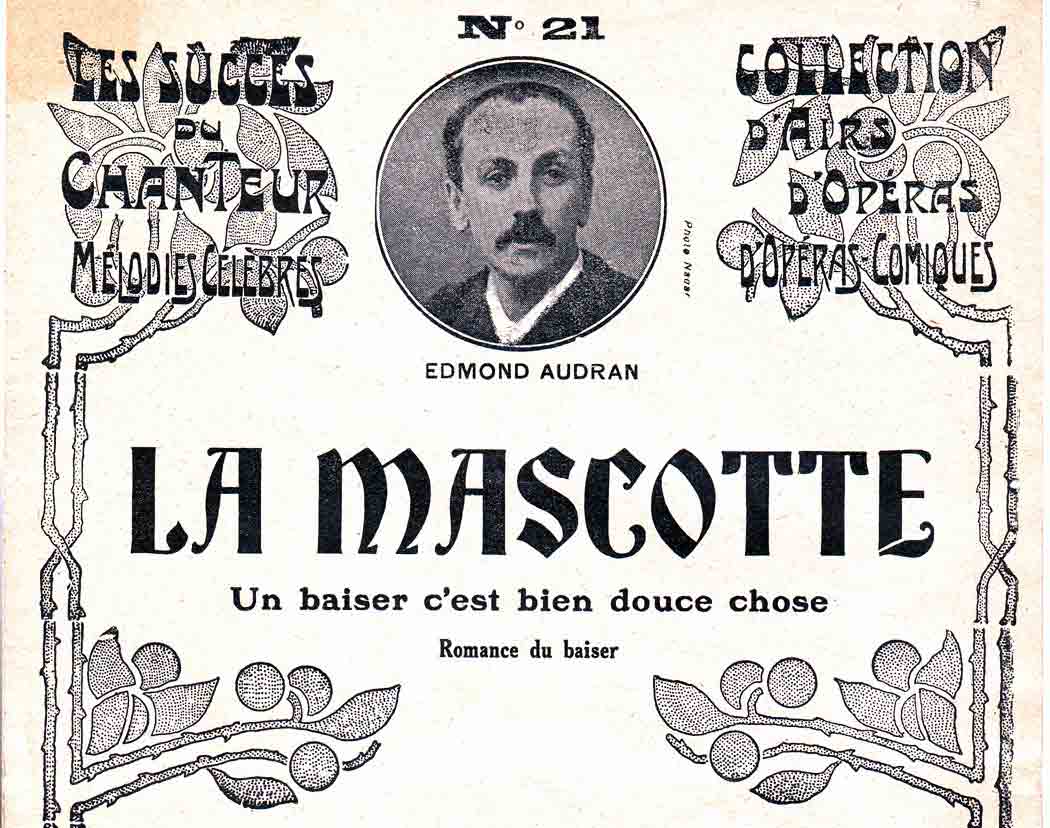 N° 21
LES SUCCÈS
DU
CHANTEUR
MÉLODIES CÉLÈBRES
COLLECTION
D'AIRS
D'OPÉRAS
D'OPÉRAS-COMIQUES
Photo Nadar
EDMOND AUDRAN
LA MASCOTTE
Un baiser c'est bien douce chose
Romance du baiser